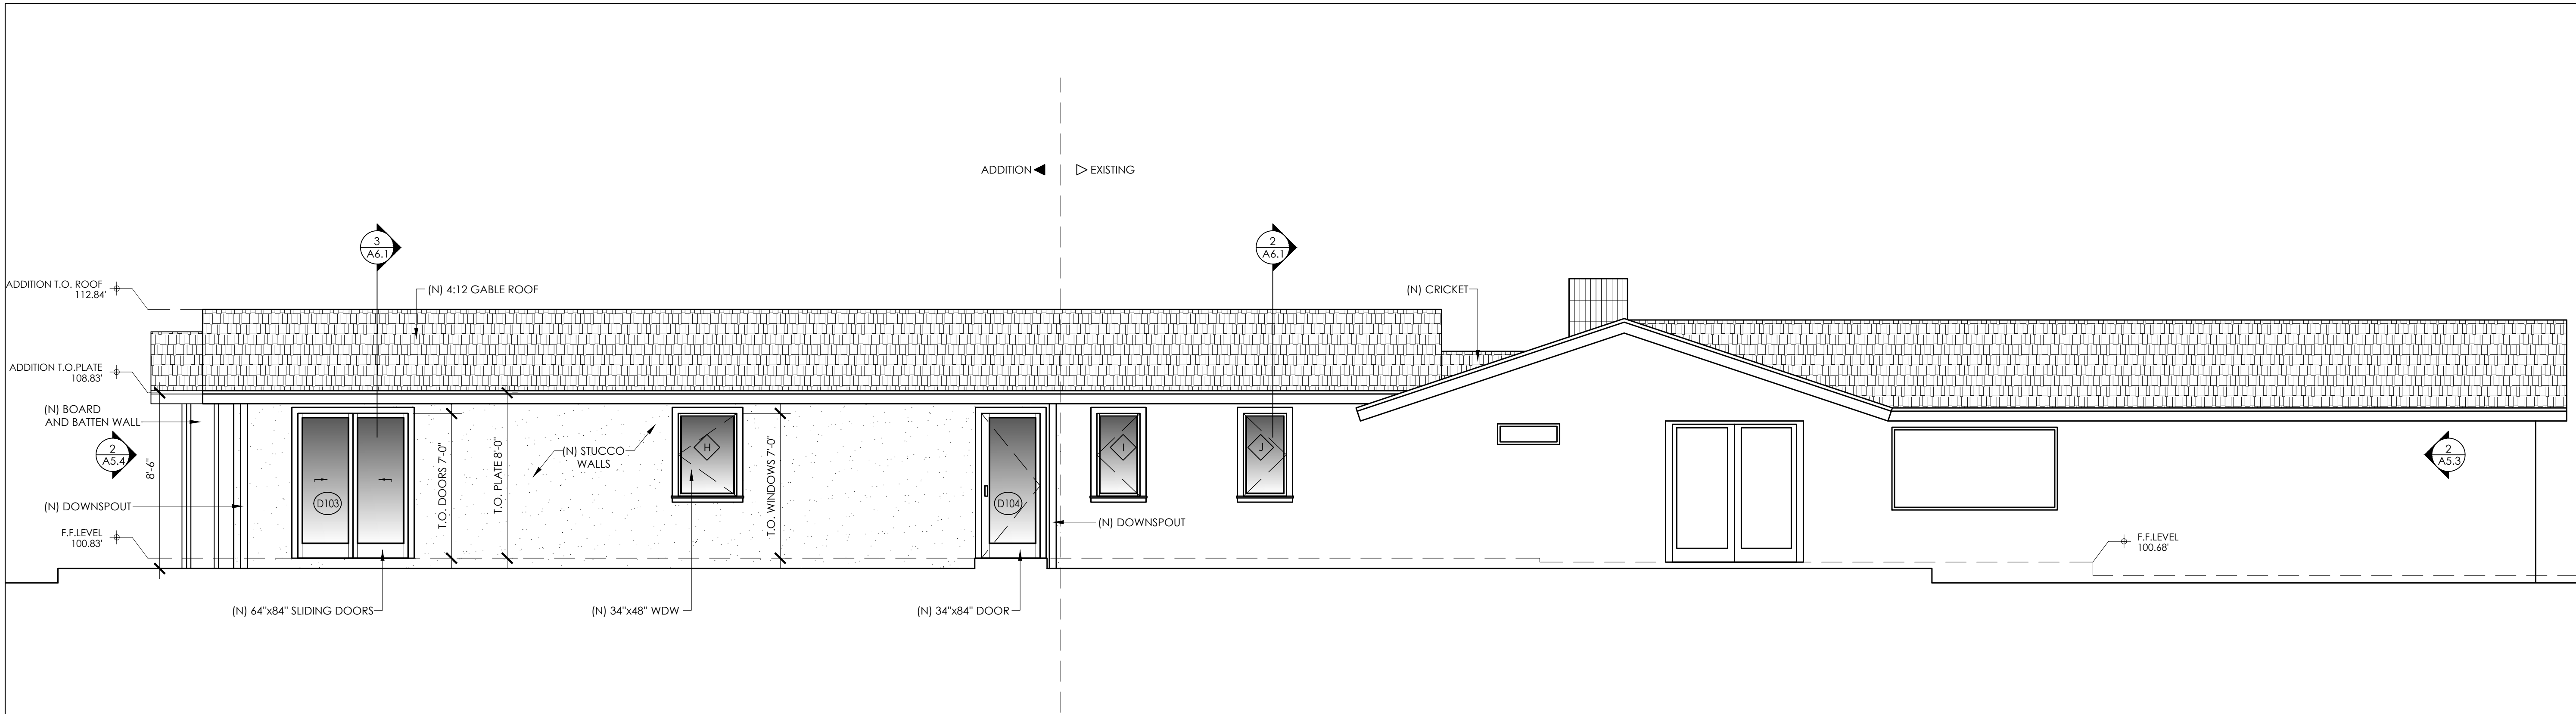 ADDITION
EXISTING
3
A6.1
2
A6.1
ADDITION T.O. ROOF
112.84'
(N) 4:12 GABLE ROOF
(N) CRICKET
ADDITION T.O.PLATE
108.83'
(N) BOARD
AND BATTEN WALL
2
A5.4
8'-6"
(N) DOWNSPOUT
F.F.LEVEL
100.83'
D103
T.O. DOORS 7'-0"
T.O. PLATE 8'-0"
(N) STUCCO
WALLS
H
T.O. WINDOWS 7'-0"
D104
I
J
(N) DOWNSPOUT
2
A5.3
F.F.LEVEL
100.68'
(N) 64"x84" SLIDING DOORS
(N) 34"x48" WDW
(N) 34"x84" DOOR